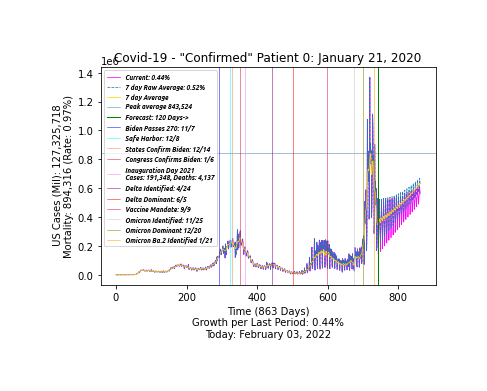 Covid-19 - "Confirmed" Patient 0: January 21, 2020
1e6
1.4
1.2
1.0
0.8
0.6
0.4
0.2
0.0
US Cases (Mil): 127,325,718
Mortality: 894,316 (Rate: 0.97%)
Current: 0.44%
7 day Raw Average: 0.52%
7 day Average
Peak average 843,524
Forecast: 120 Days->
Biden Passes 270: 11/7
Safe Harbor: 12/8
States Confirm Biden: 12/14
Congress Confirms Biden: 1/6
Inauguration Day 2021
Cases: 191,348, Deaths: 4,137
Delta Identified: 4/24
Delta Dominant: 6/5
Vaccine Mandate: 9/9
Omicron Identified: 11/25
Omicron Dominant 12/20
Omicron Ba.2 Identified 1/21
0 200 400 600 800
Time (863 Days)
Growth per Last Period: 0.44%
Today: February 03, 2022